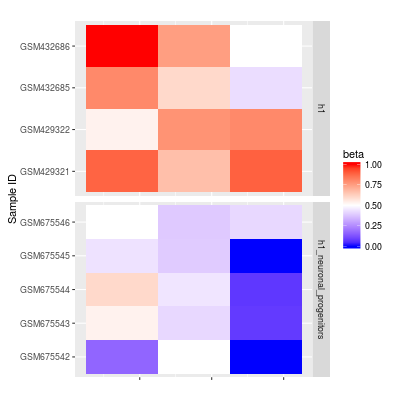 Sample ID
GSM432686
GSM432685
GSM429322
GSM429321
h1
GSM675546
GSM675545
GSM675544
GSM675543
GSM675542
h1_neuronal_progenitors
beta
1.00
0.75
0.50
0.25
0.00